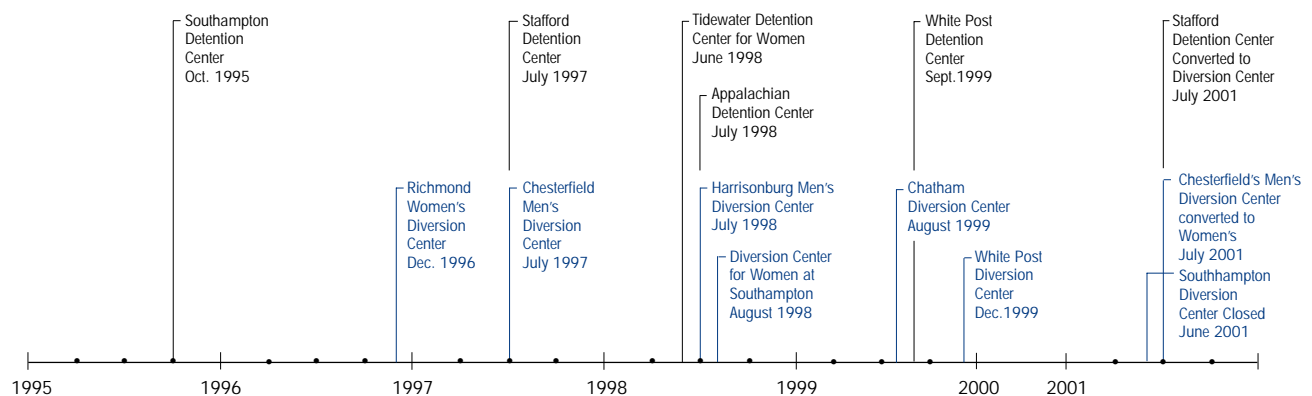 Southampton
Detention
Center
Oct. 1995
Stafford
Detention
Center
July 1997
Tidewater Detention
Center for Women
June 1998
White Post
Detention
Center
Sept.1999
Stafford
Detention Center
Converted to
Diversion Center
July 2001
Appalachian
Detention Center
July 1998
Richmond
Women's
Diversion
Center
Dec. 1996
Chesterfield
Men's
Diversion
Center
July 1997
Harrisonburg Men's
Diversion Center
July 1998
Chatham
Diversion Center
August 1999
Chesterfield's Men's
Diversion Center
converted to
Women's
July 2001
Diversion Center
for Women at
Southampton
August 1998
White Post
Diversion
Center
Dec.1999
Southhampton
Diversion
Center Closed
June 2001
1995
1996
1997
1998
1999
2000
2001